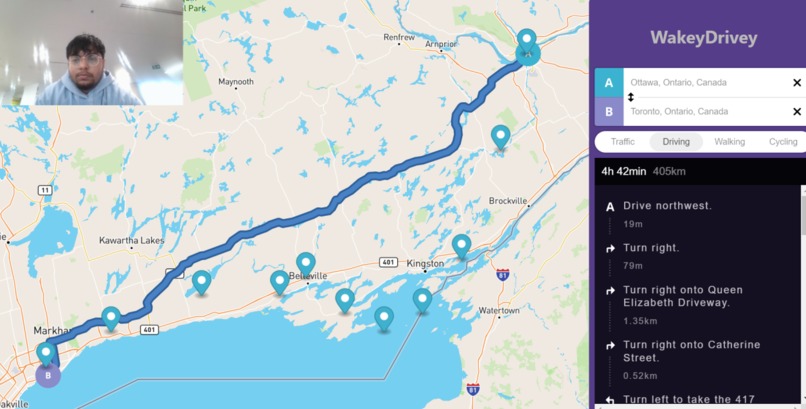 al Park
Renfrew
Arnprior
Maynooth
A
11
Brockville
Kawartha Lakes
401
Kingston
81
Belleville
Watertown
401
Markha
B
81
akville
WakeyDrivey
A Ottawa, Ontario, Canada
B Toronto, Ontario, Canada
Traffic Driving Walking Cycling
4h 42min 405km
A Drive northwest.
19m
Turn right.
79m
Turn right onto Queen
Elizabeth Driveway.
1.35km
Turn right onto Catherine
Street.
0.52km
Turn left to take the 417